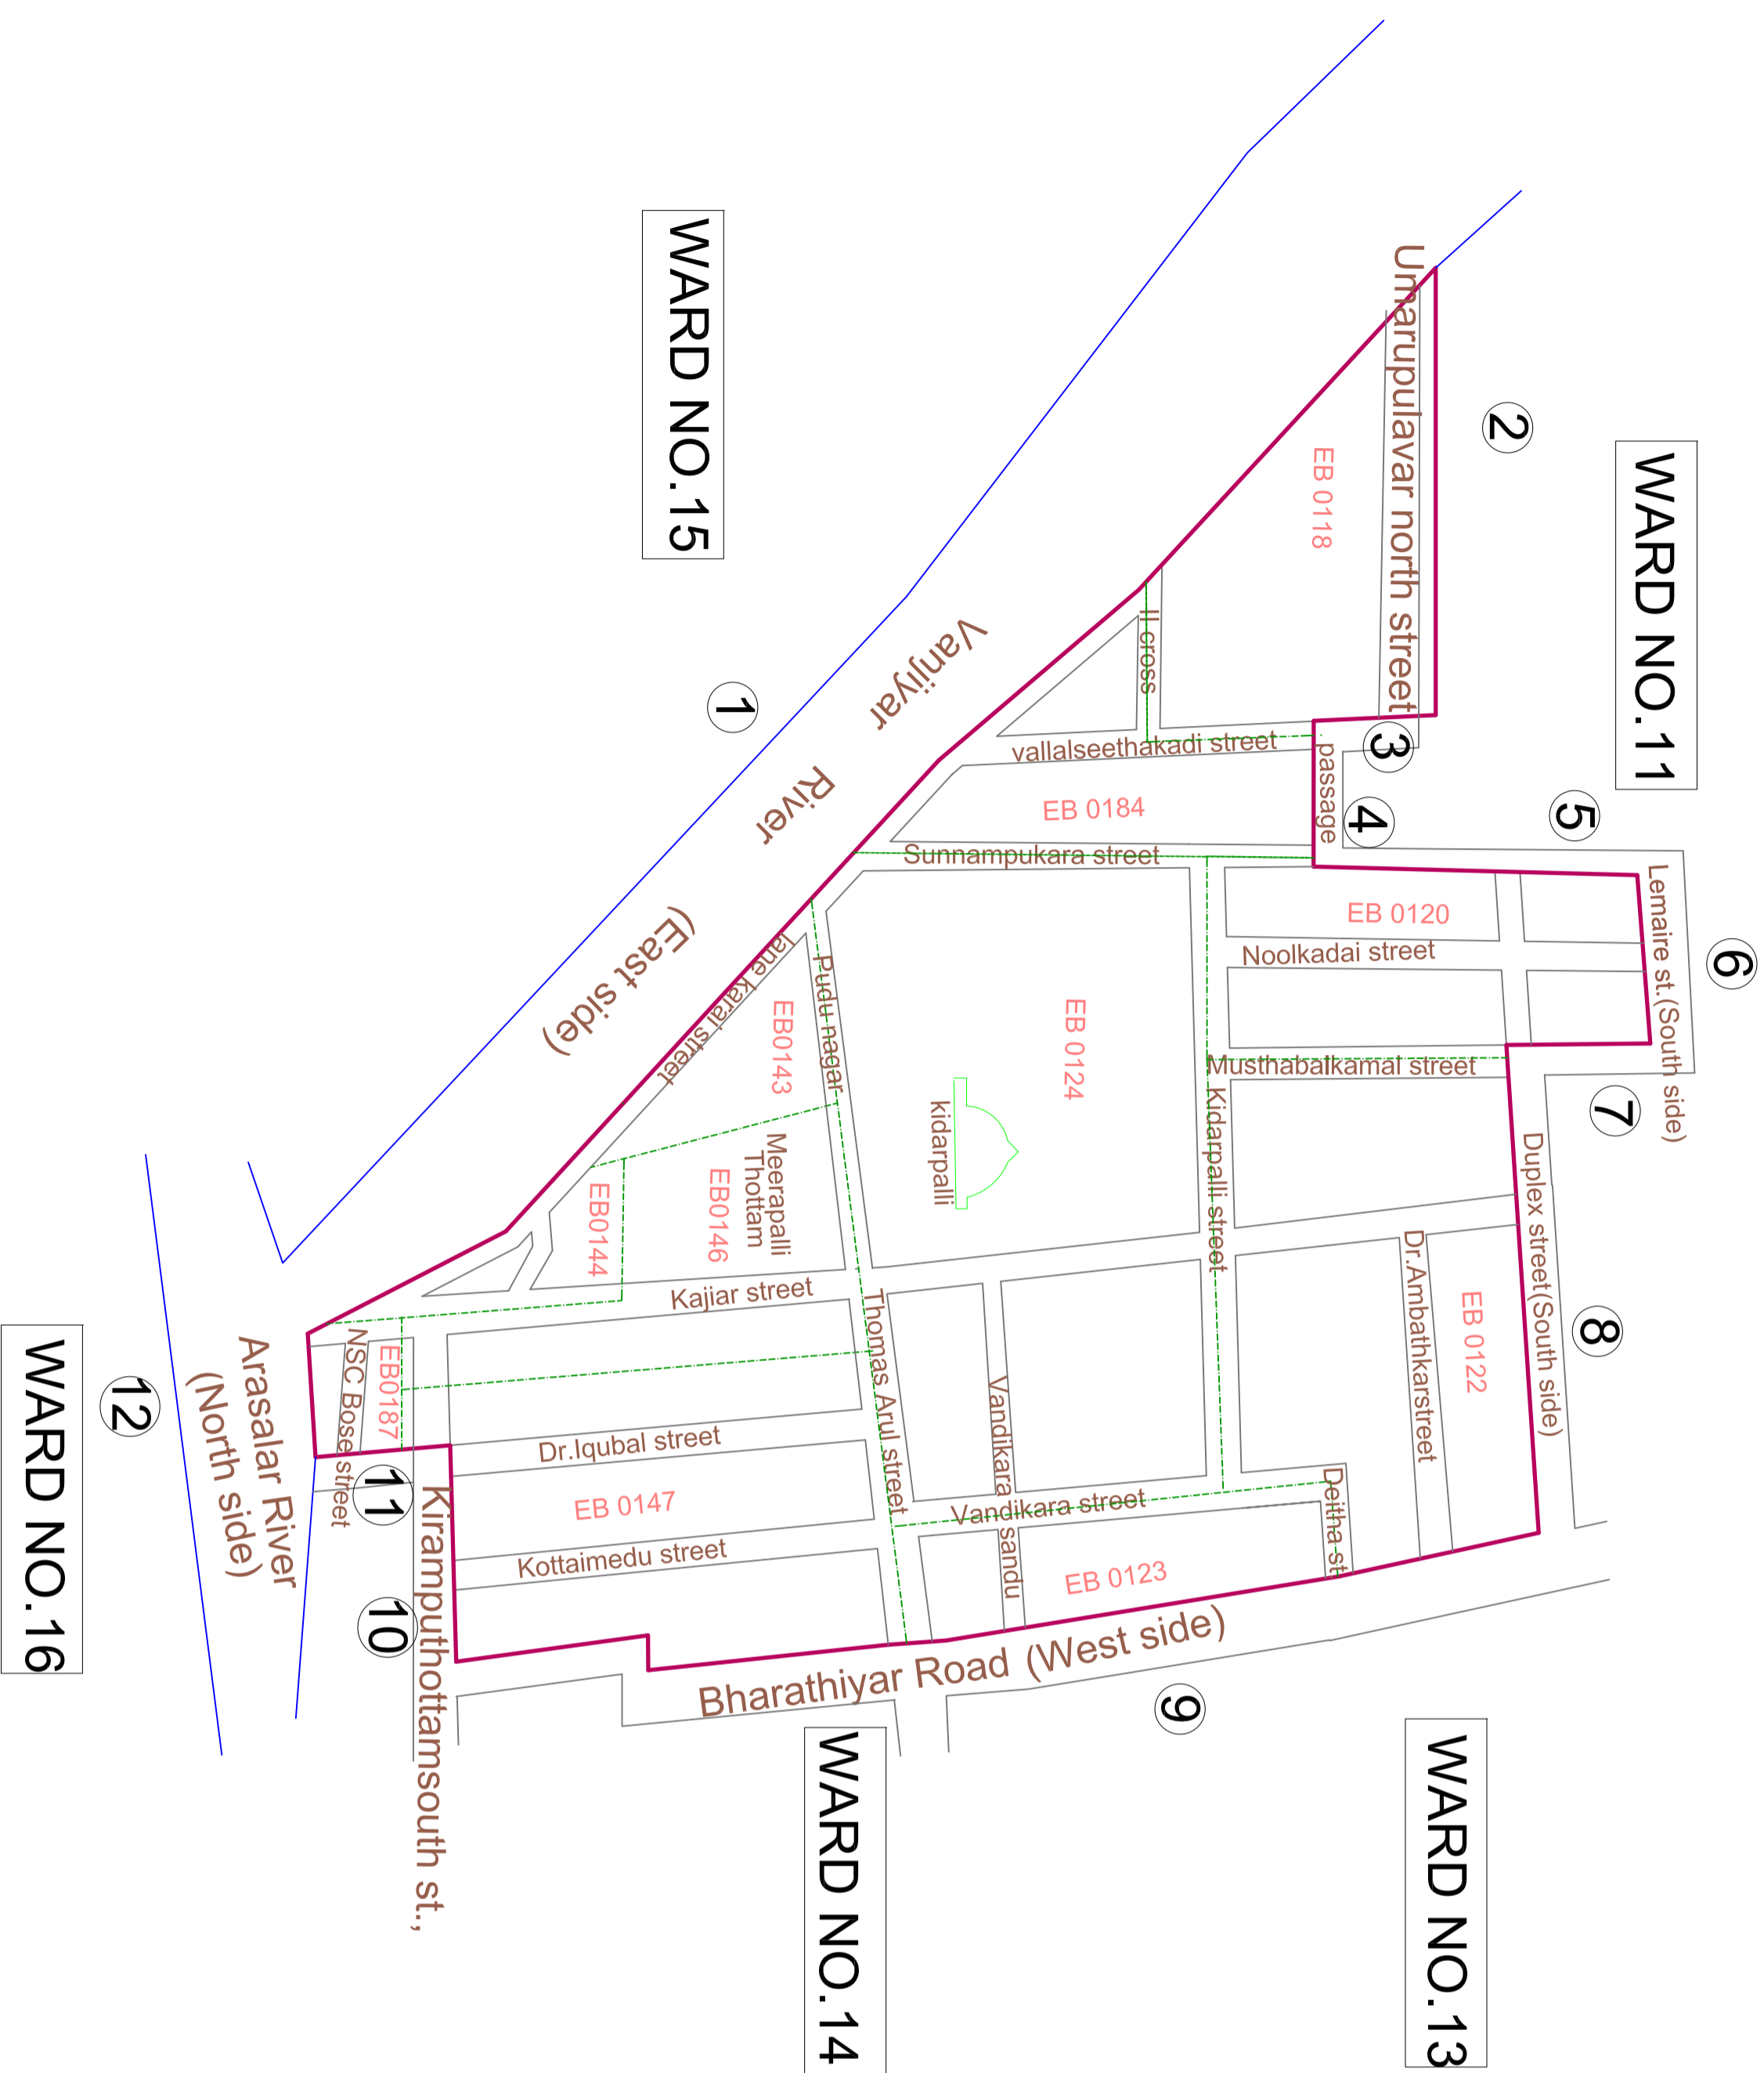 WARD NO.11
WARD NO.15
WARD NO.13
WARD NO.14
WARD NO.16
1
2
3
4
5
6
7
8
9
10
11
12
Umarupulavar north street
EB 0118
II cross
vallalseethakadi street
passage
EB 0184
Sunnampukara street
Lemaire st.(South side)
EB 0120
Noolkadai street
Musthabalkamal street
Duplex street(South side)
Vanjiyar
River
(East side)
lane karai street
Pudu nagar
EB0143
EB 0124
kidarpalli
Kidarpalli street
Meerapalli
Thottam
EB0146
EB0144
Kajiar street
Dr.Ambathkarstreet
EB 0122
Thomas Arul street
Vandikara
sandu
Vandikara street
Deitha st
EB 0123
NSC Bose street
EB0187
Dr.Iqubal street
EB 0147
Kottaimedu street
Kiramputhottamsouth st.,
Bharathiyar Road (West side)
Arasalar River
(North side)